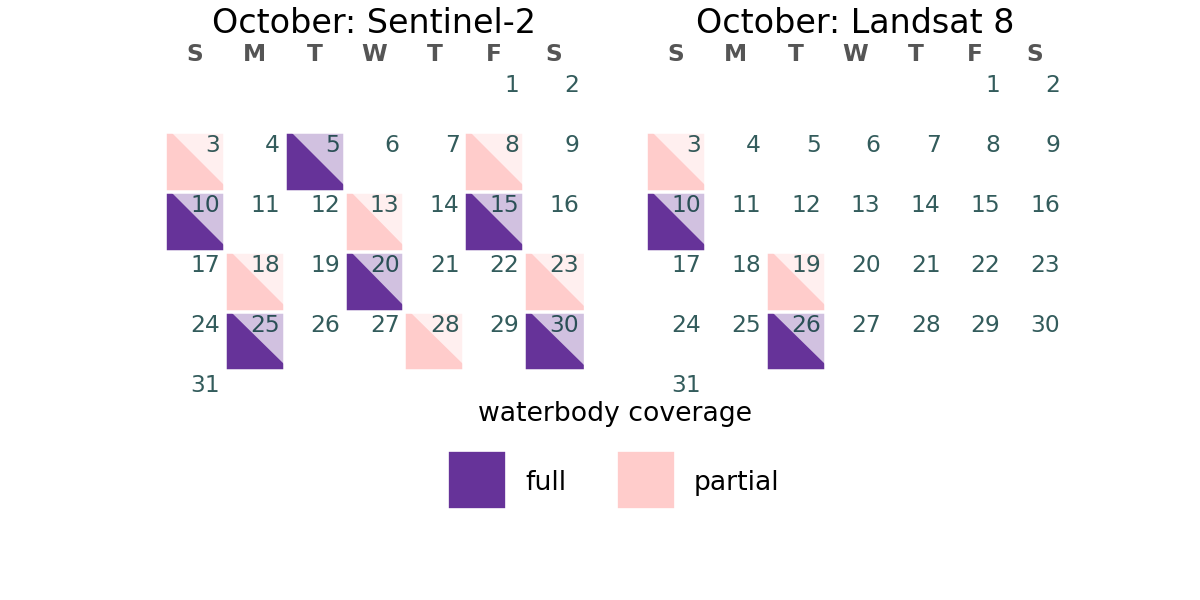 October: Sentinel-2
S M T W T F S
1 2
3 4 5 6 7 8 9
10 11 12 13 14 15 16
17 18 19 20 21 22 23
24 25 26 27 28 29 30
31
October: Landsat 8
S M T W T F S
1 2
3 4 5 6 7 8 9
10 11 12 13 14 15 16
17 18 19 20 21 22 23
24 25 26 27 28 29 30
31
waterbody coverage
full
partial